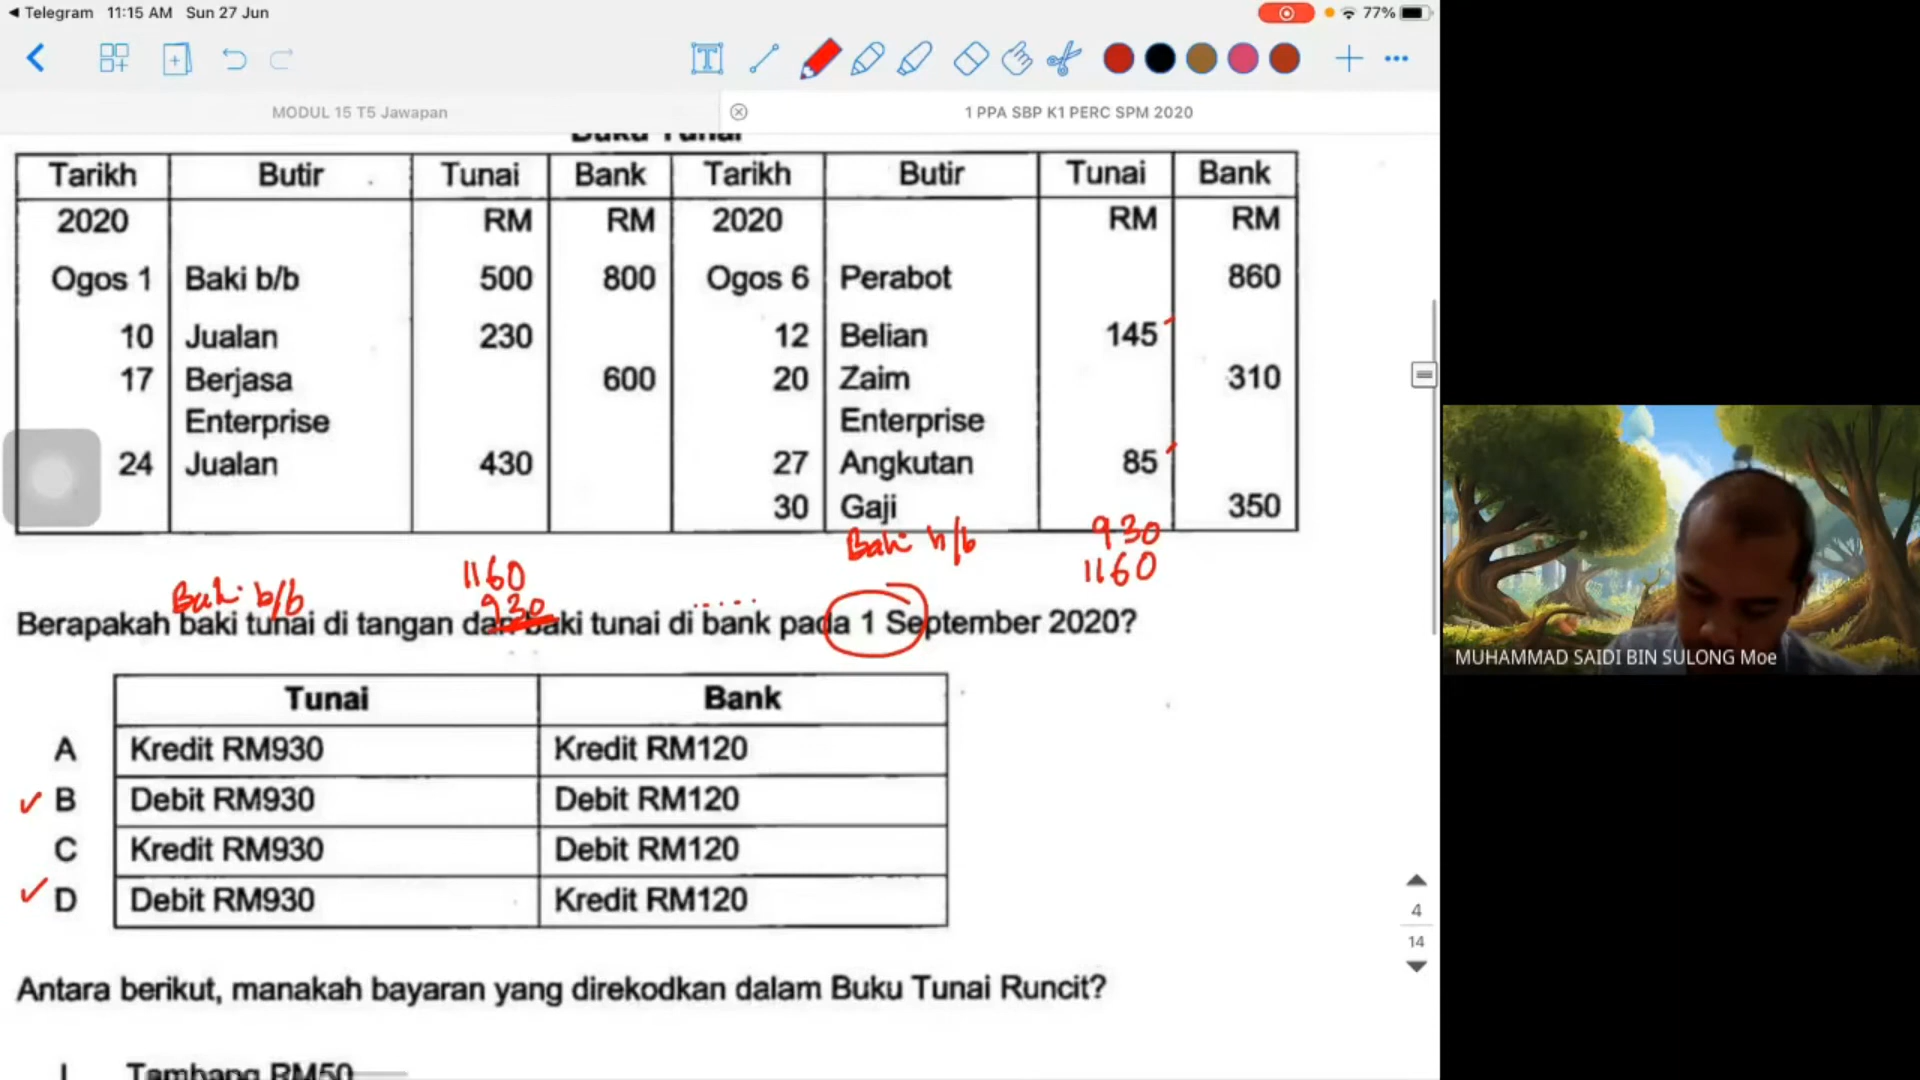 Telegram 11:15 AM Sun 27 Jun 77%
MODUL 15 T5 Jawapan 1 PPA SBP K1 PERC SPM 2020
Buku Tunai
Tarikh Butir Tunai Bank Tarikh Butir Tunai Bank
2020 RM RM 2020 RM RM
Ogos 1 Baki b/b 500 800 Ogos 6 Perabot 860
10 Jualan 230 12 Belian 145
17 Berjasa 600 20 Zaim 310
Enterprise Enterprise
24 Jualan 430 27 Angkutan 85
30 Gaji 350
Baki h/b 930
1160 1160
Baki b/b 930
Berapakah baki tunai di tangan dan baki tunai di bank pada 1 September 2020?
Tunai Bank
A Kredit RM930 Kredit RM120
B Debit RM930 Debit RM120
C Kredit RM930 Debit RM120
D Debit RM930 Kredit RM120
4
14
Antara berikut, manakah bayaran yang direkodkan dalam Buku Tunai Runcit?
I Tambang RM50
MUHAMMAD SAIDI BIN SULONG Moe